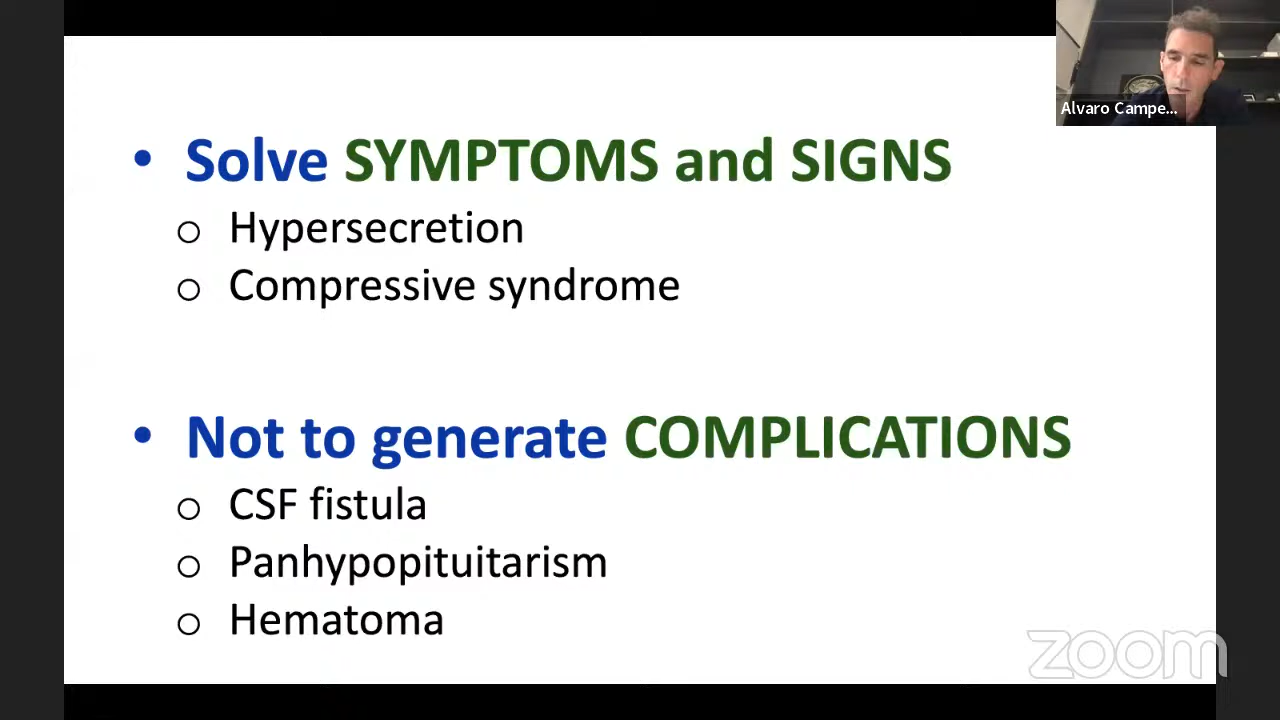 Alvaro Campe...
• Solve SYMPTOMS and SIGNS
o Hypersecretion
o Compressive syndrome
• Not to generate COMPLICATIONS
o CSF fistula
o Panhypopituitarism
o Hematoma
zoom